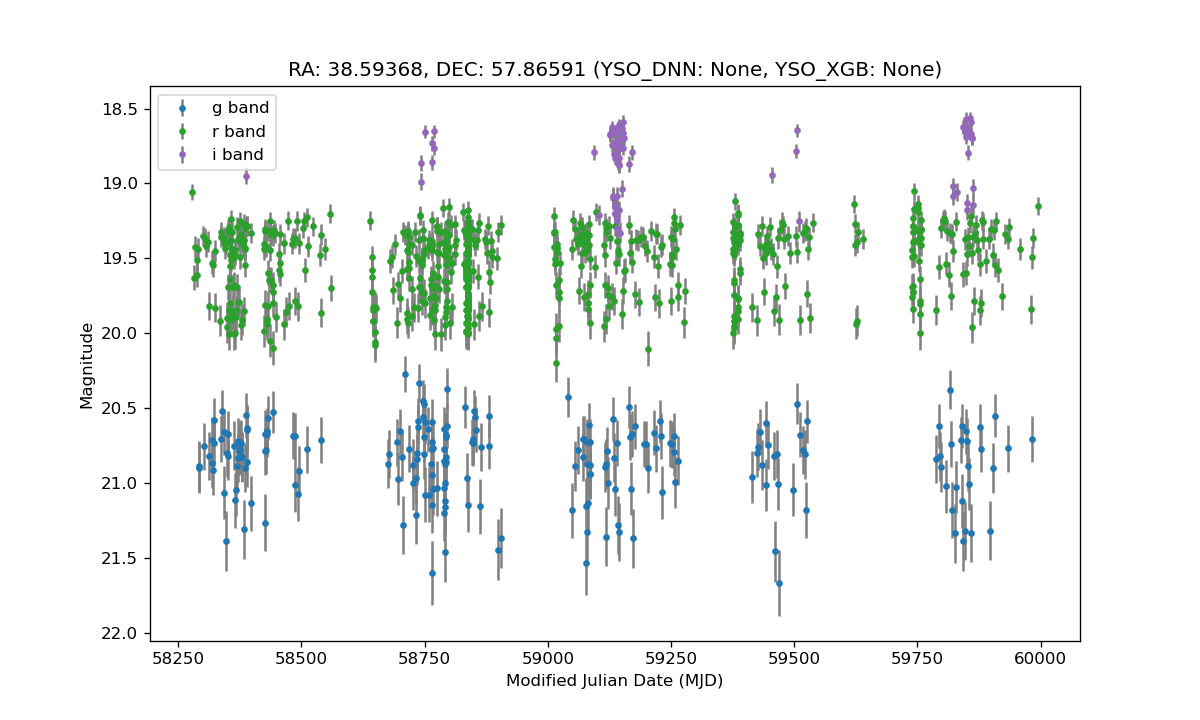 RA: 38.59368, DEC: 57.86591 (YSO_DNN: None, YSO_XGB: None)
g band
r band
i band
18.5
19.0
19.5
20.0
20.5
21.0
21.5
22.0
Magnitude
58250 58500 58750 59000 59250 59500 59750 60000
Modified Julian Date (MJD)